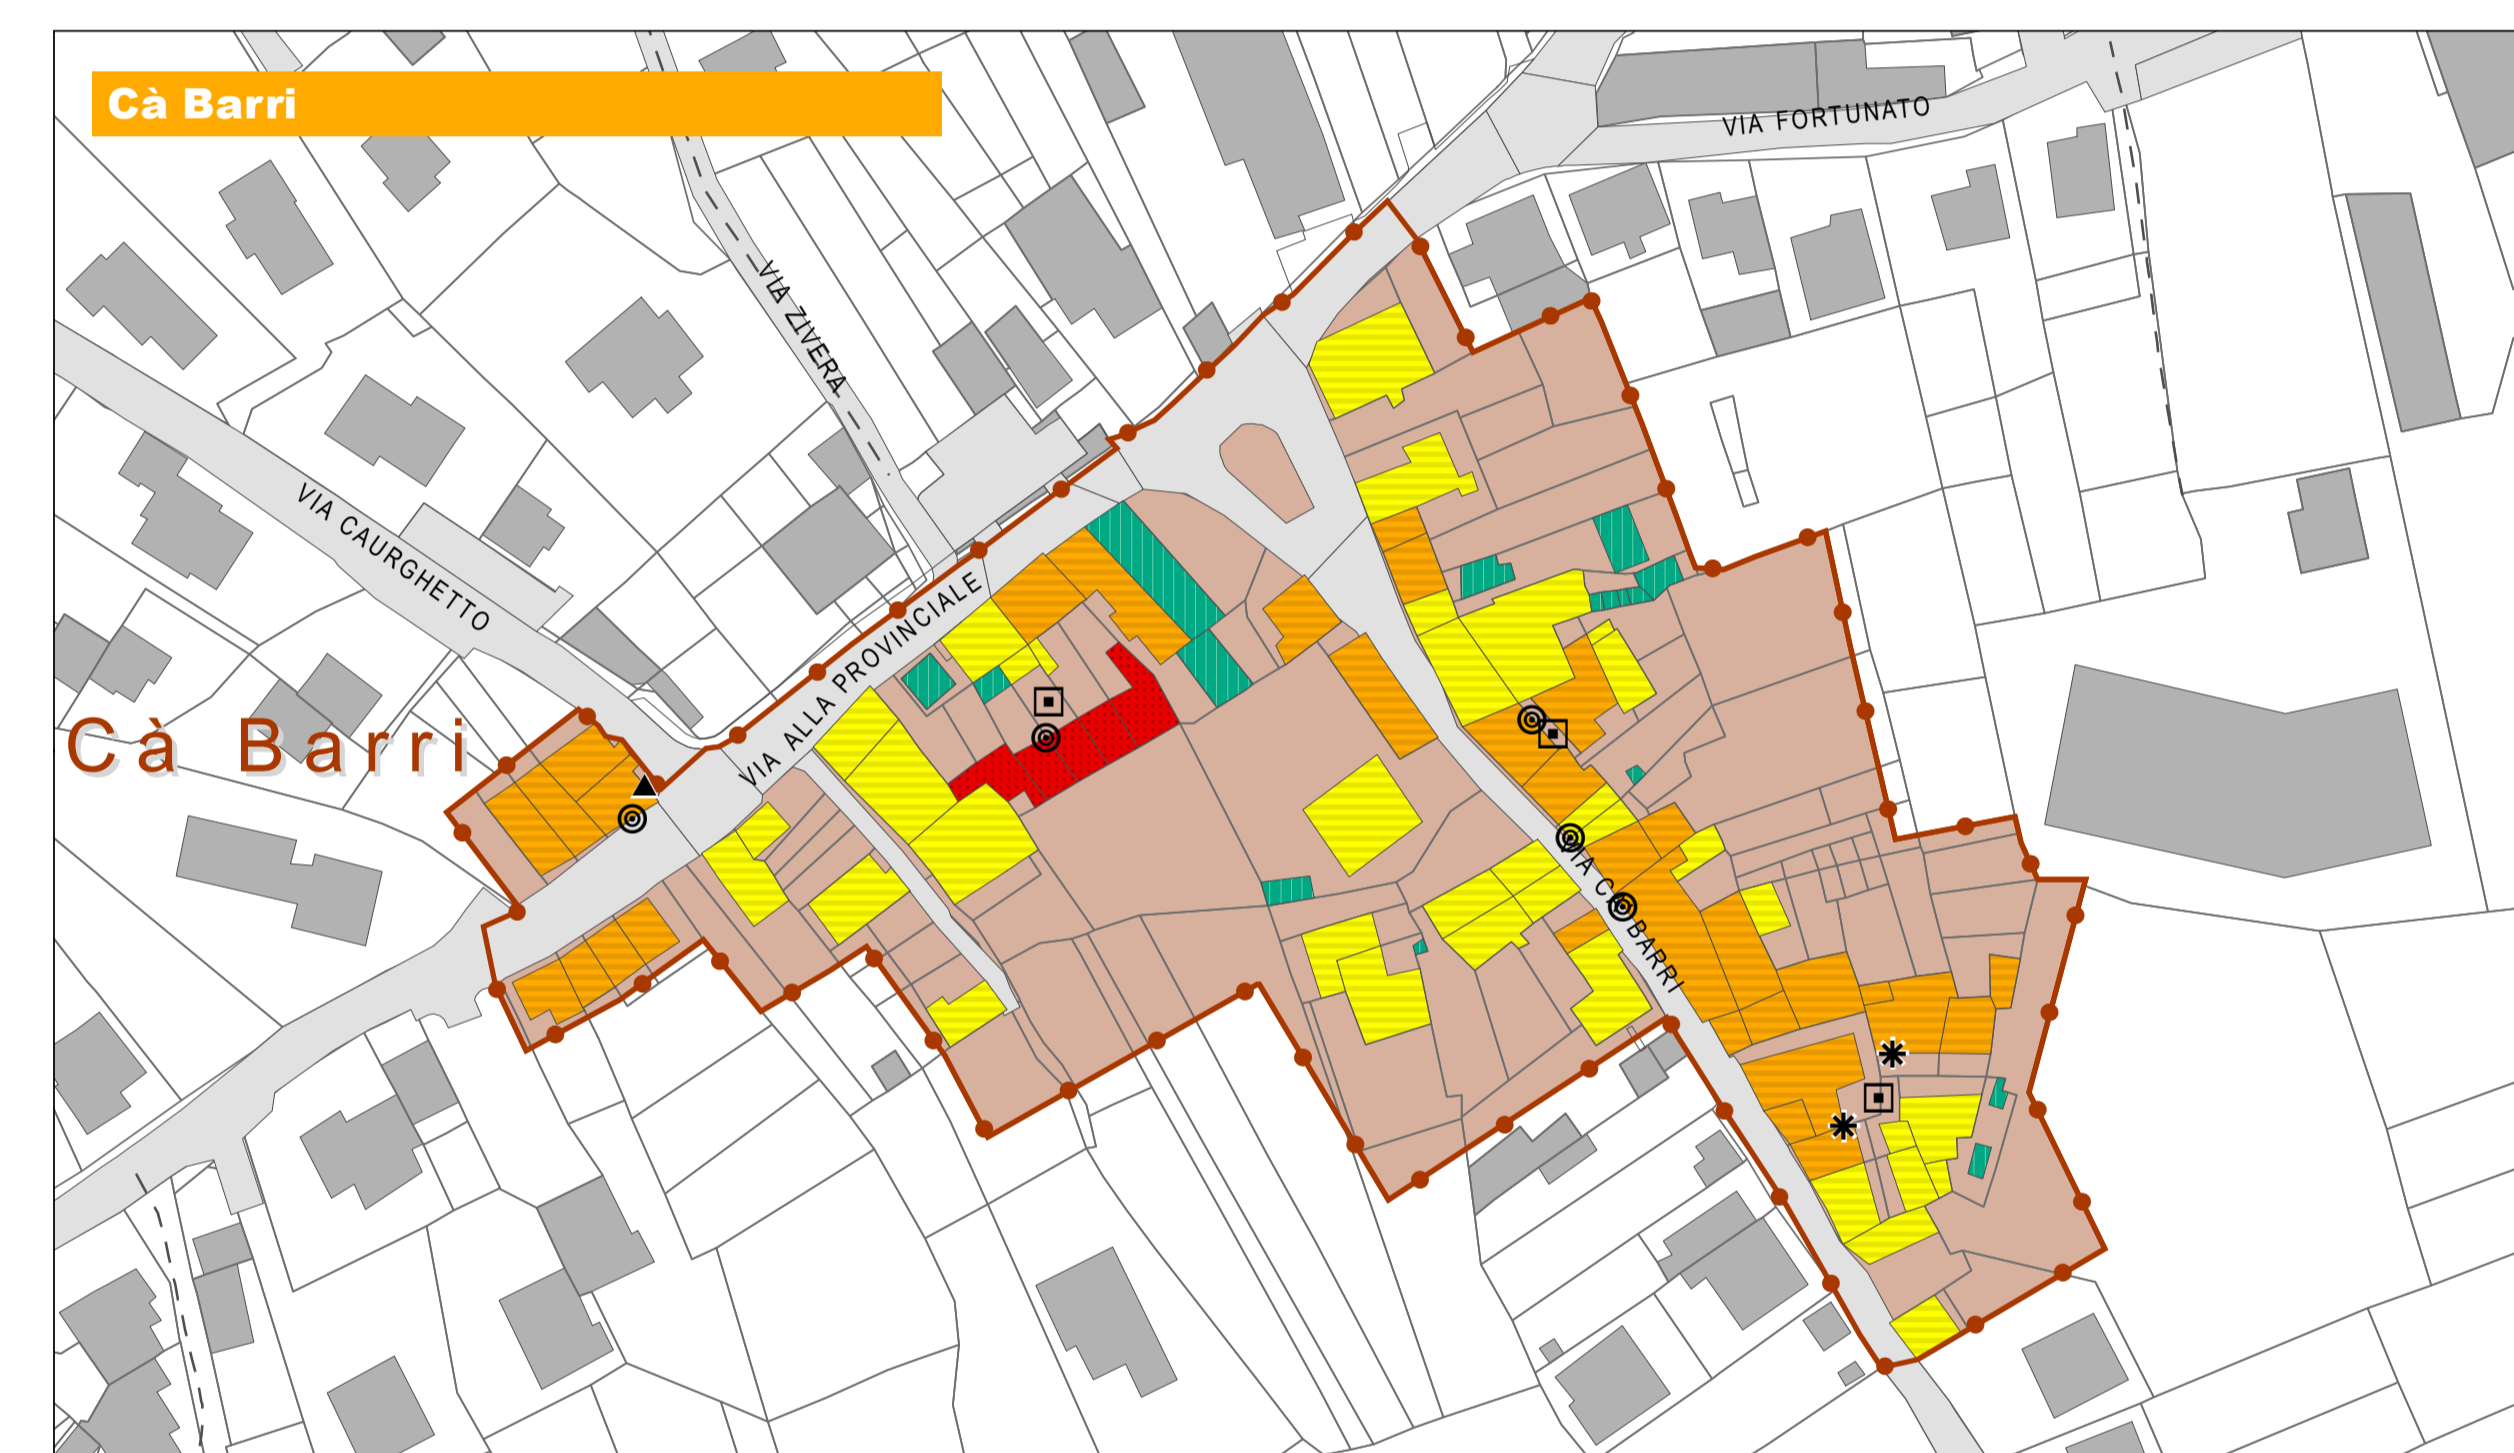 Cà Barri
VIA FORTUNATO
VIA ZIVERA
VIA CAURGHETTO
VIA ALLA PROVINCIALE
Cà Barri
VIA CÀ BARRI